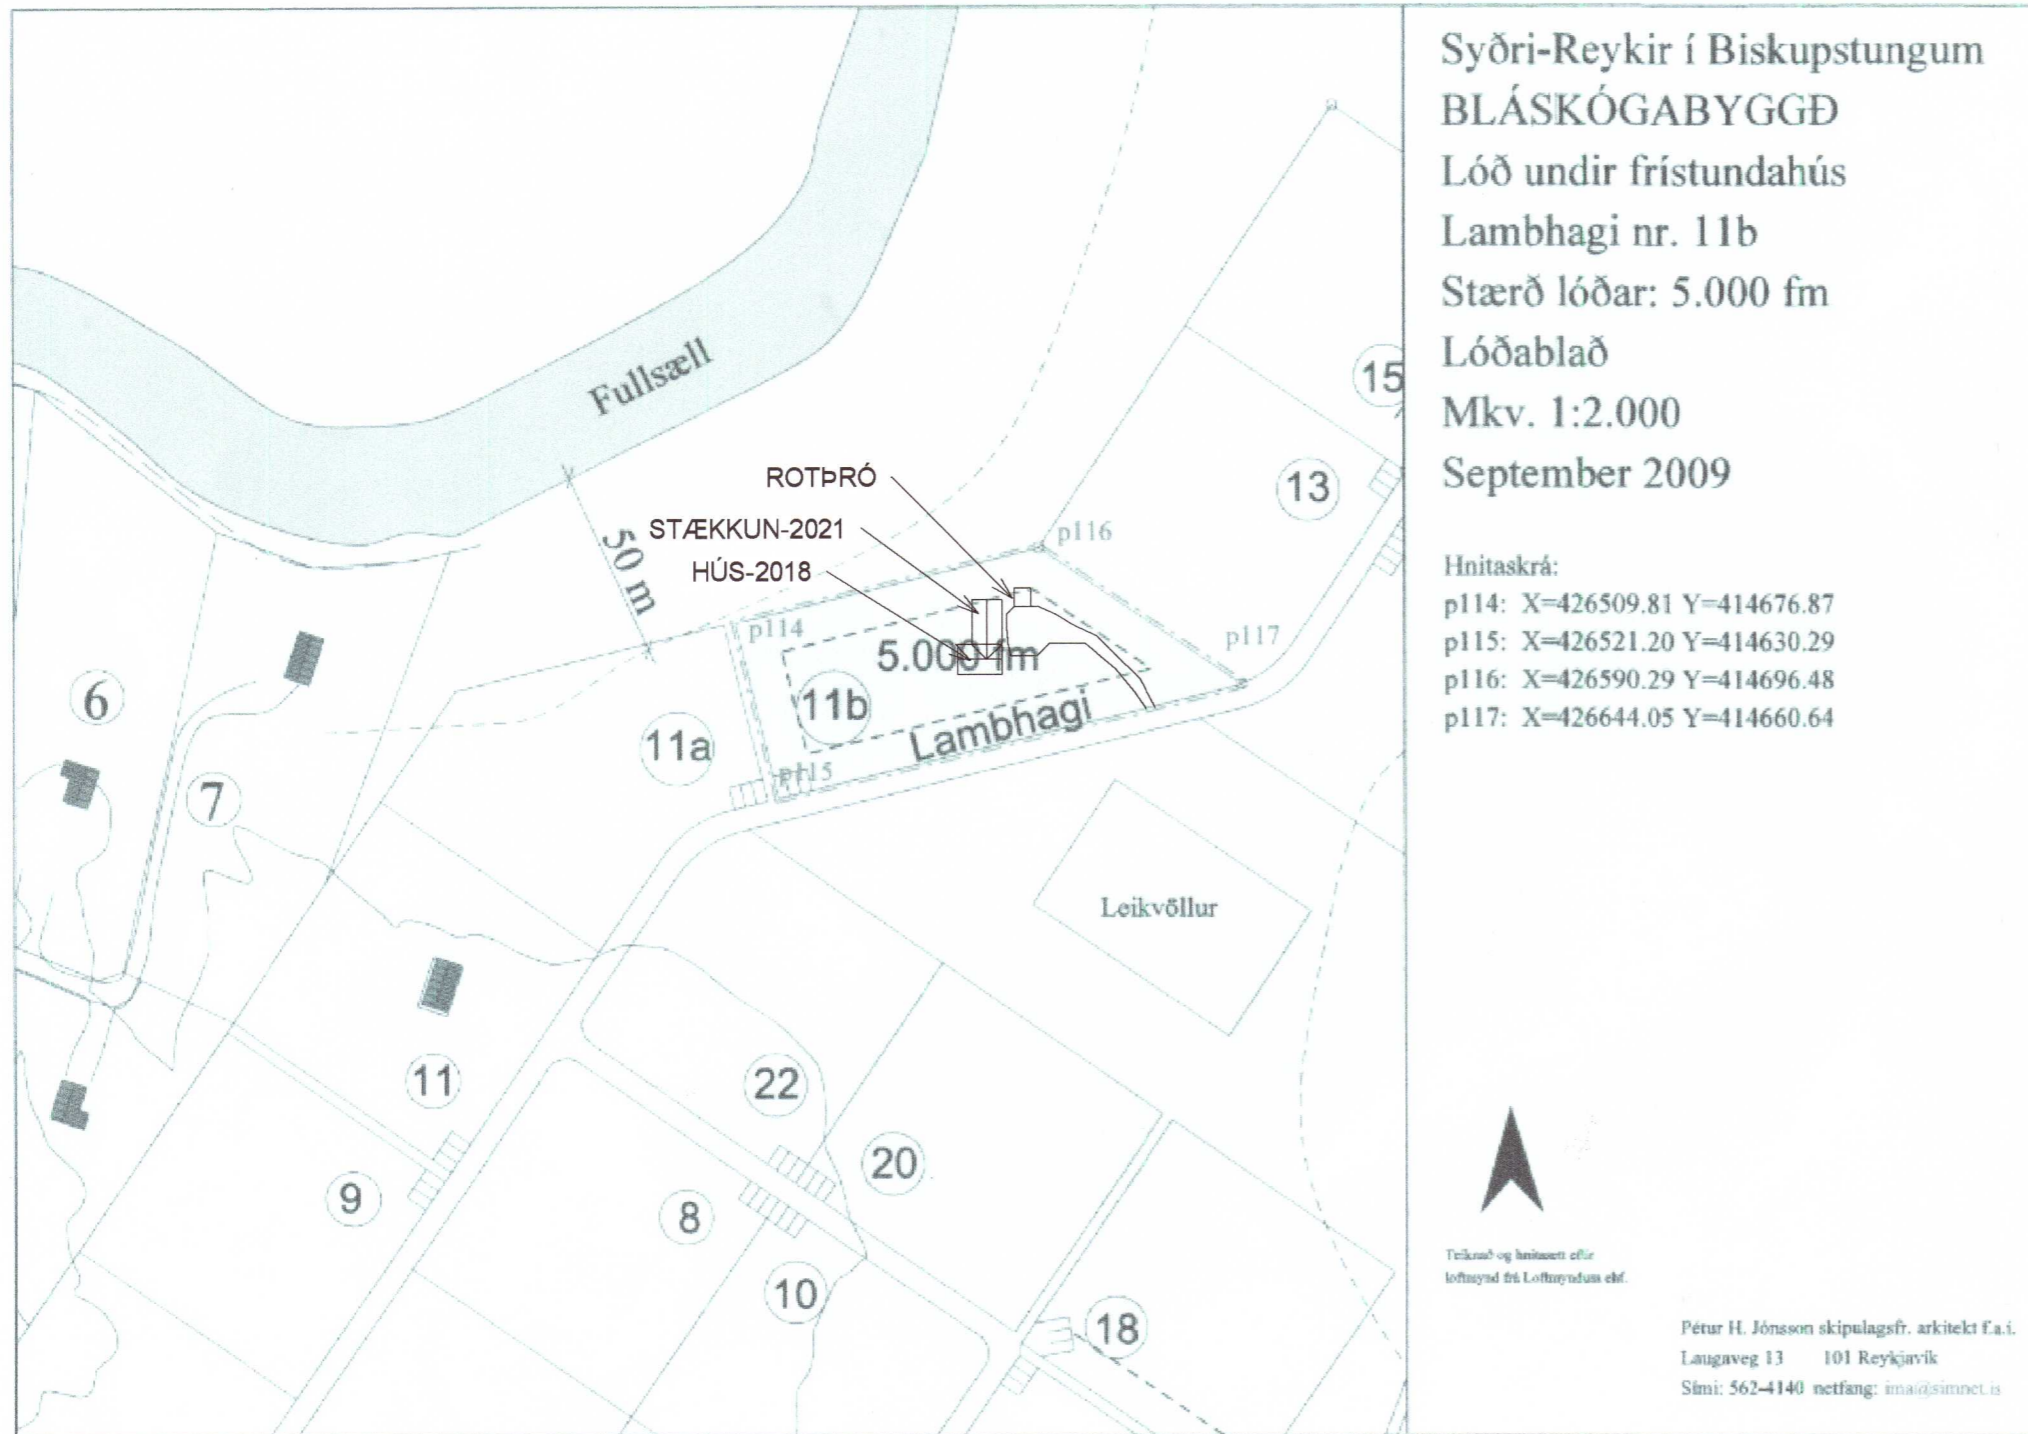 Syðri-Reykir í Biskupstungum
BLÁSKÓGABYGGÐ
Lóð undir frístundahús
Lambhagi nr. 11b
Stærð lóðar: 5.000 fm
Lóðablað
Mkv. 1:2.000
September 2009
Hnitaskrá:
p114: X=426509.81 Y=414676.87
p115: X=426521.20 Y=414630.29
p116: X=426590.29 Y=414696.48
p117: X=426644.05 Y=414660.64
Teiknað og hnitasett eftir
loftmynd frá Loftmyndum ehf.
Pétur H. Jónsson skipulagsfr. arkitekt f.a.i.
Laugaveg 13 101 Reykjavík
Sími: 562-4140 netfang: ima@simnet.is
Fullsæll
15
13
ROTÞRÓ
STÆKKUN-2021
HÚS-2018
50 m
p116
p114
p117
5.000 fm
6
11b
Lambhagi
11a
p115
7
Leikvöllur
11
22
20
9
8
10
18